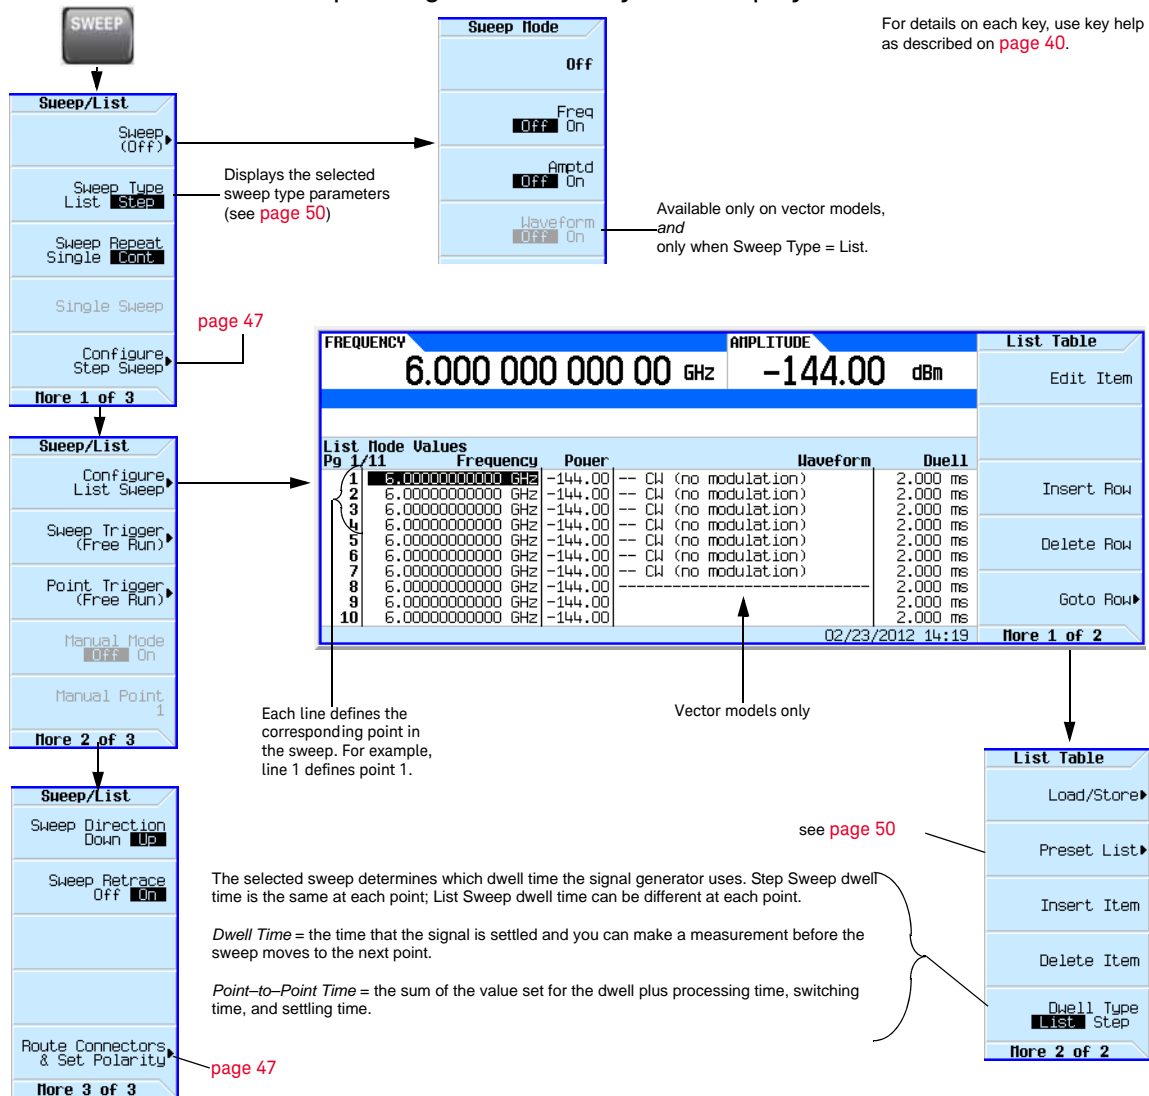 SWEEP
Sweep Mode
Off
Freq
Off On
Amptd
Off On
Waveform
Off On
For details on each key, use key help
as described on page 40.
Sweep/List
Sweep
(Off)
Sweep Type
List Step
Sweep Repeat
Single Cont
Single Sweep
Configure
Step Sweep
More 1 of 3
Displays the selected
sweep type parameters
(see page 50)
Available only on vector models,
and
only when Sweep Type = List.
page 47
Sweep/List
Configure
List Sweep
Sweep Trigger
(Free Run)
Point Trigger
(Free Run)
Manual Mode
Off On
Manual Point
1
More 2 of 3
FREQUENCY
6.000 000 000 00 GHz
AMPLITUDE
-144.00 dBm
List Mode Values
Pg 1/11 Frequency Power Waveform Dwell
1 6.00000000000 GHz -144.00 -- CW (no modulation) 2.000 ms
2 6.00000000000 GHz -144.00 -- CW (no modulation) 2.000 ms
3 6.00000000000 GHz -144.00 -- CW (no modulation) 2.000 ms
4 6.00000000000 GHz -144.00 -- CW (no modulation) 2.000 ms
5 6.00000000000 GHz -144.00 -- CW (no modulation) 2.000 ms
6 6.00000000000 GHz -144.00 -- CW (no modulation) 2.000 ms
7 6.00000000000 GHz -144.00 -- CW (no modulation) 2.000 ms
8 6.00000000000 GHz -144.00 ---------------------------- 2.000 ms
9 6.00000000000 GHz -144.00 2.000 ms
10 6.00000000000 GHz -144.00 2.000 ms
02/23/2012 14:19
List Table
Edit Item
Insert Row
Delete Row
Goto Row
More 1 of 2
Each line defines the
corresponding point in
the sweep. For example,
line 1 defines point 1.
Vector models only
List Table
Load/Store
Preset List
Insert Item
Delete Item
Dwell Type
List Step
More 2 of 2
see page 50
Sweep/List
Sweep Direction
Down Up
Sweep Retrace
Off On
Route Connectors
& Set Polarity
More 3 of 3
The selected sweep determines which dwell time the signal generator uses. Step Sweep dwell
time is the same at each point; List Sweep dwell time can be different at each point.
Dwell Time = the time that the signal is settled and you can make a measurement before the
sweep moves to the next point.
Point–to–Point Time = the sum of the value set for the dwell plus processing time, switching
time, and settling time.
page 47